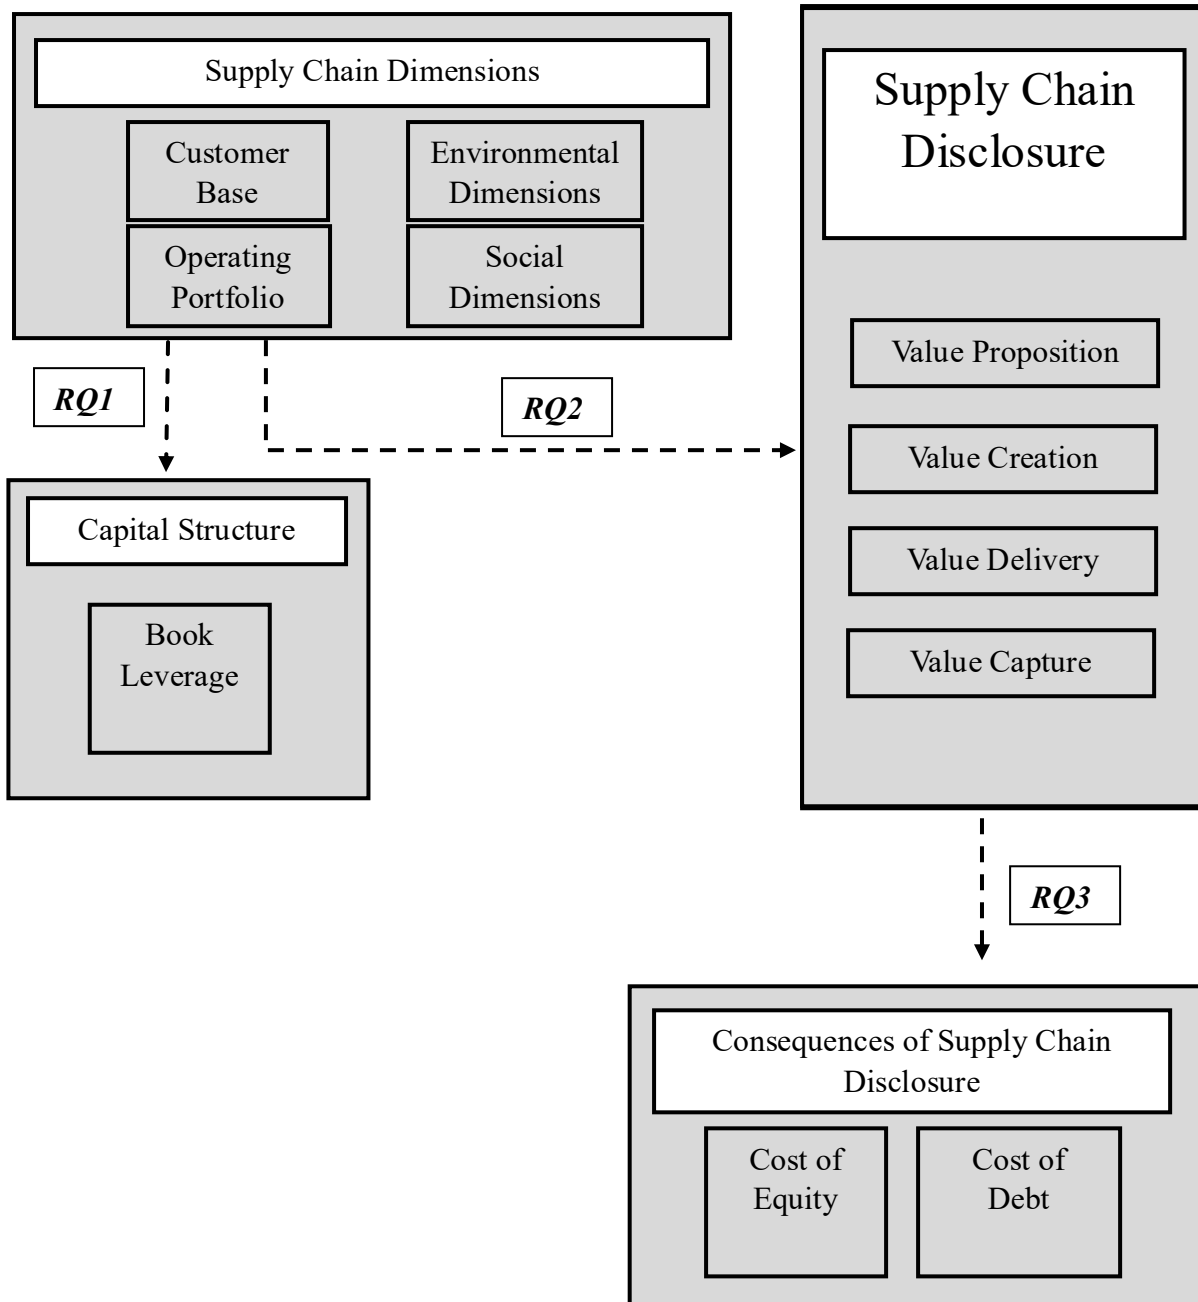 Supply Chain Dimensions
Customer
Base
Environmental
Dimensions
Operating
Portfolio
Social
Dimensions
RQ1
RQ2
Capital Structure
Book
Leverage
Supply Chain
Disclosure
Value Proposition
Value Creation
Value Delivery
Value Capture
RQ3
Consequences of Supply Chain
Disclosure
Cost of
Equity
Cost of
Debt